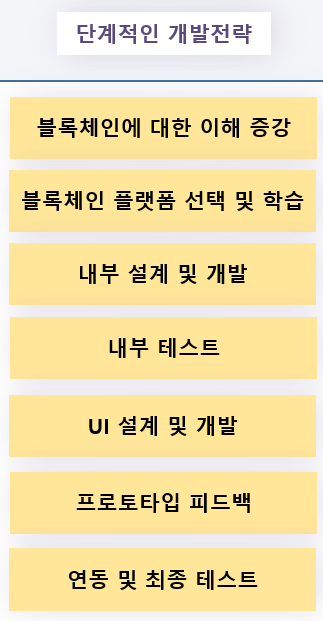 단계적인 개발전략
블록체인에 대한 이해 증강
블록체인 플랫폼 선택 및 학습
내부 설계 및 개발
내부 테스트
UI 설계 및 개발
프로토타입 피드백
연동 및 최종 테스트